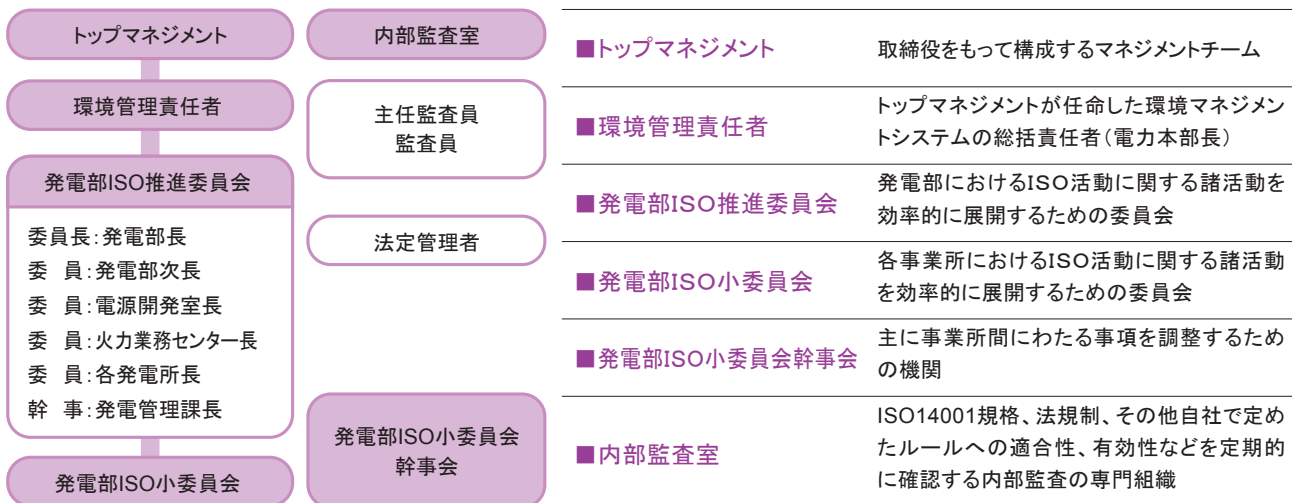 トップマネジメント
環境管理責任者
発電部ISO推進委員会
委員長：発電部長
委　員：発電部次長
委　員：電源開発室長
委　員：火力業務センター長
委　員：各発電所長
幹　事：発電管理課長
発電部ISO小委員会
内部監査室
主任監査員
監査員
法定管理者
発電部ISO小委員会
幹事会
■トップマネジメント
取締役をもって構成するマネジメントチーム
■環境管理責任者
トップマネジメントが任命した環境マネジメン
トシステムの総括責任者（電力本部長）
■発電部ISO推進委員会
発電部におけるISO活動に関する諸活動を
効率的に展開するための委員会
■発電部ISO小委員会
各事業所におけるISO活動に関する諸活動
を効率的に展開するための委員会
■発電部ISO小委員会幹事会
主に事業所間にわたる事項を調整するため
の機関
■内部監査室
ISO14001規格、法規制、その他自社で定め
たルールへの適合性、有効性などを定期的
に確認する内部監査の専門組織